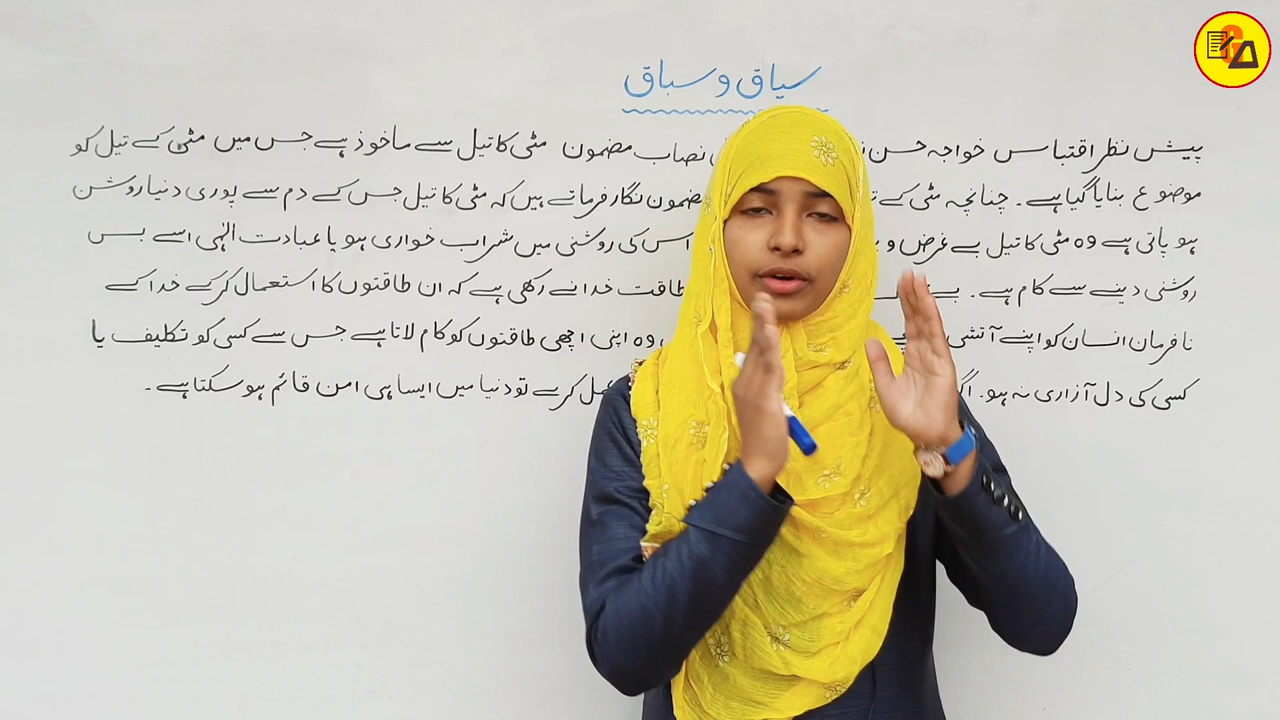 سیاق و سباق
پیش نظر اقتباس خواجہ حسن نصاب مضمون مٹی کا تیل سے ماخوذ ہے جس میں مٹی کے تیل کو
موضوع بنایا گیا ہے۔ چنانچہ مٹی کے مضمون نگار فرماتے ہیں کہ مٹی کا تیل جس کے دم سے پوری دنیا روشن
ہو پاتی ہے وہ مٹی کا تیل بے غرض و اس کی روشنی میں شراب خواری ہو یا عبادت الٰہی اسے بس
روشنی دینے سے کام ہے۔ طاقت خدا نے رکھی ہے کہ ان طاقتوں کا استعمال کرکے خدا کے
نافرمان انسان کو اپنے آتشی وہ اپنی اچھی طاقتوں کو کام لاتا ہے جس سے کسی کو تکلیف یا
کسی کی دل آزاری نہ ہو۔ کرے تو دنیا میں ایسا ہی امن قائم ہو سکتا ہے۔